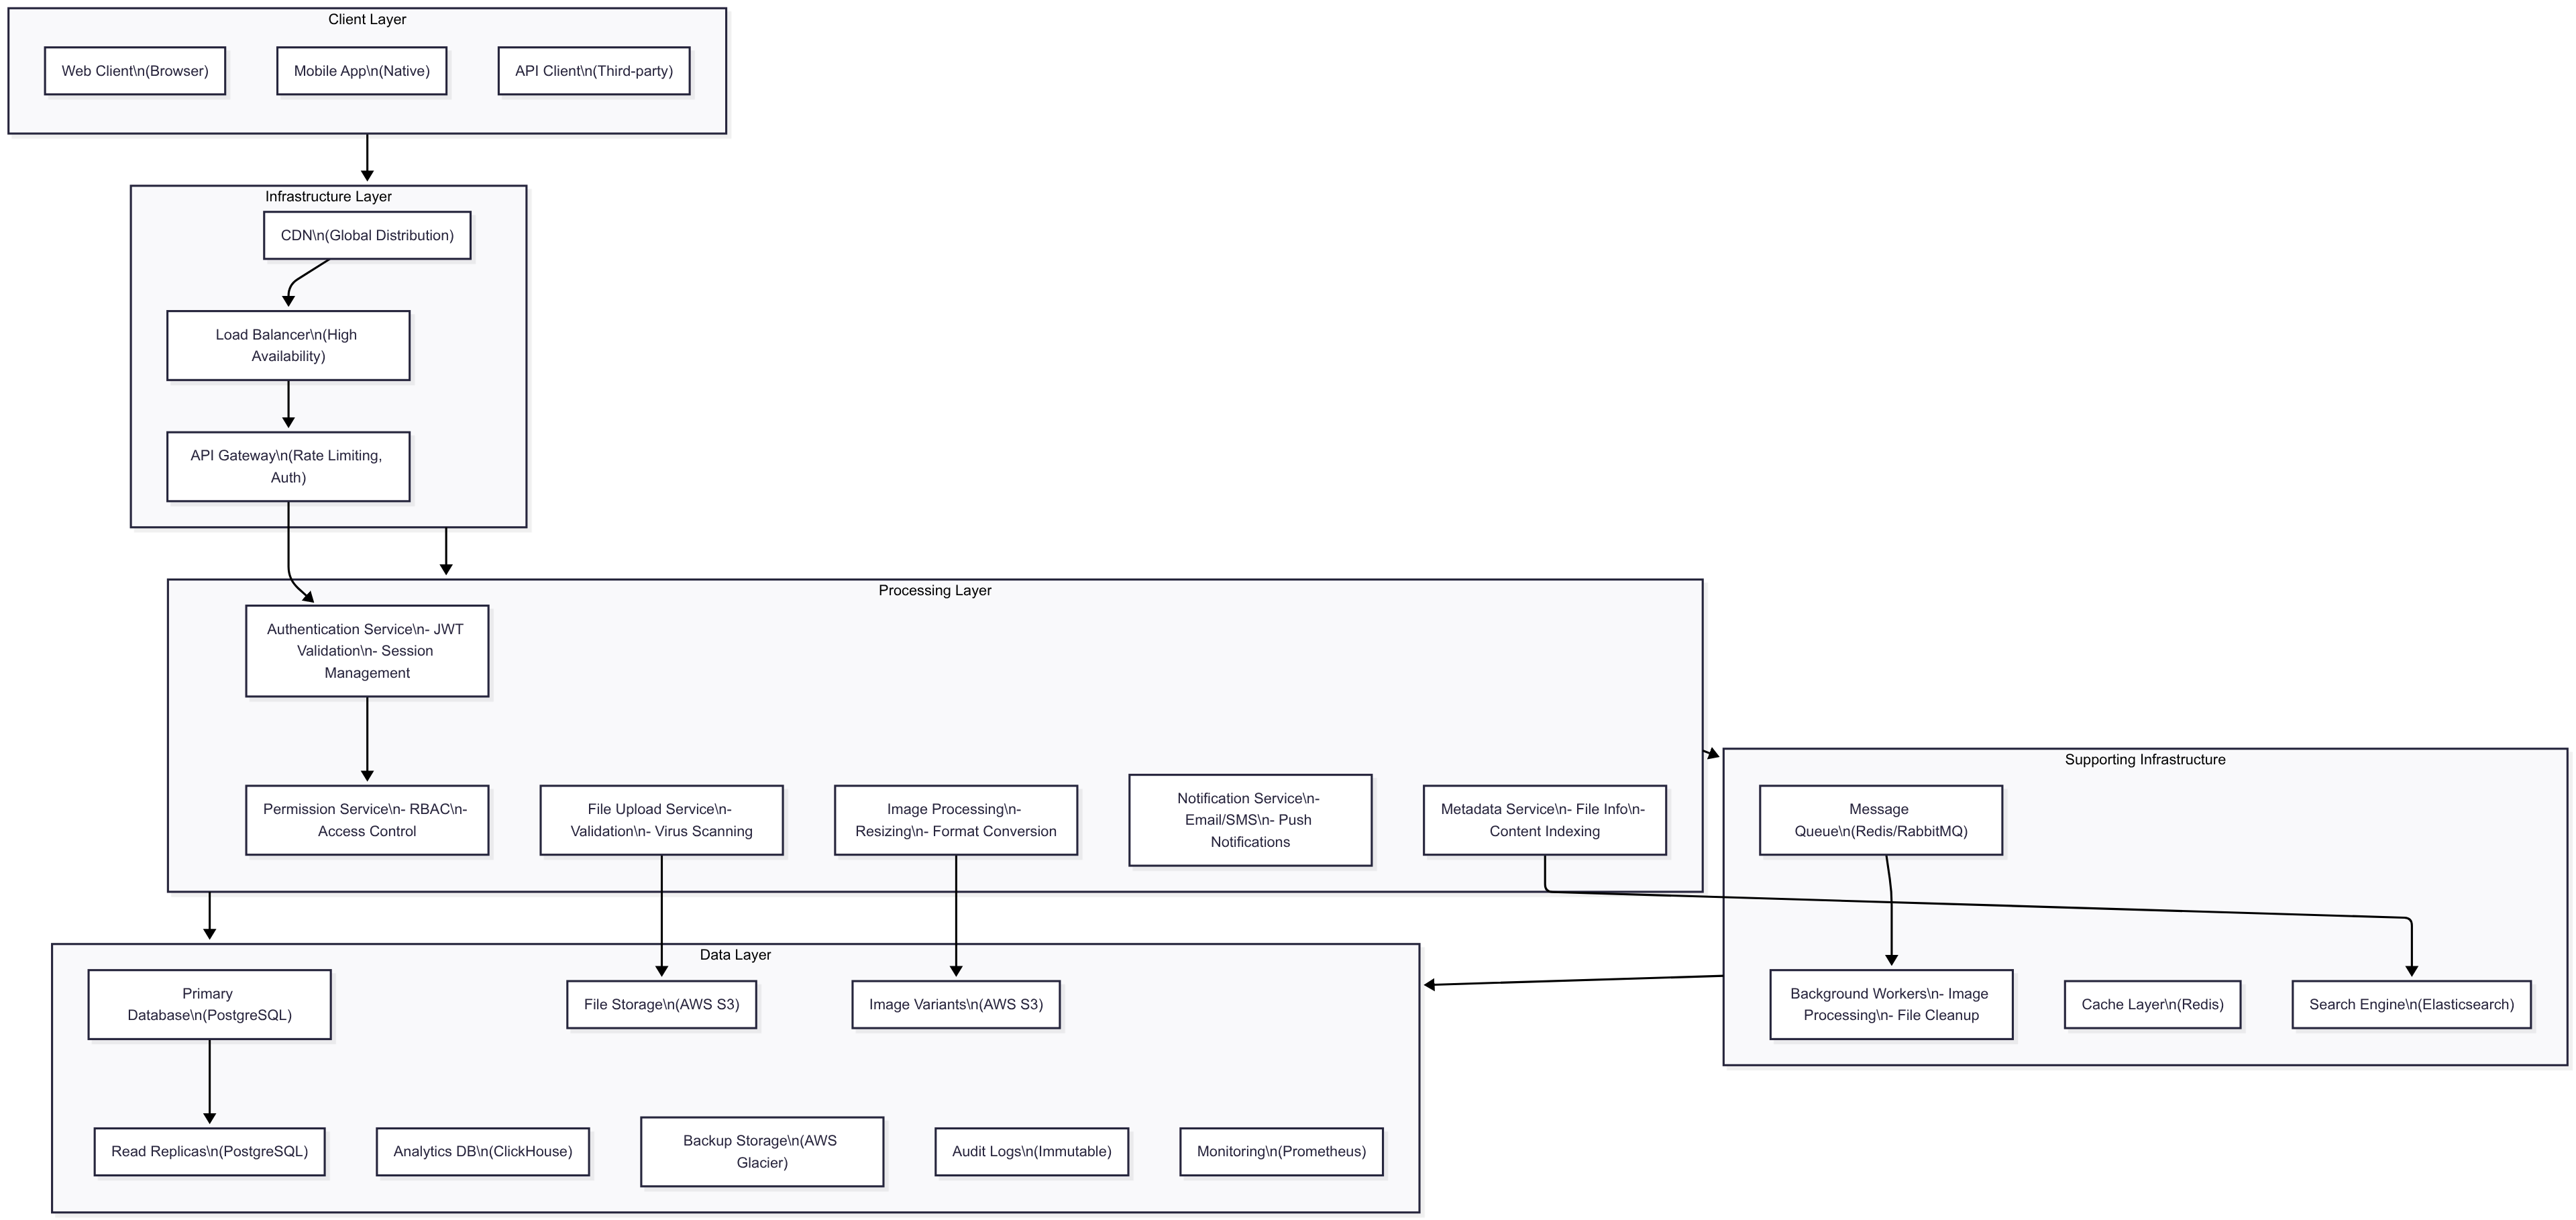 Client Layer
Web Client\n(Browser)
Mobile App\n(Native)
API Client\n(Third-party)
Infrastructure Layer
CDN\n(Global Distribution)
Load Balancer\n(High
Availability)
API Gateway\n(Rate Limiting,
Auth)
Processing Layer
Authentication Service\n- JWT
Validation\n- Session
Management
Permission Service\n- RBAC\n-
Access Control
File Upload Service\n-
Validation\n- Virus Scanning
Image Processing\n-
Resizing\n- Format Conversion
Notification Service\n-
Email/SMS\n- Push
Notifications
Metadata Service\n- File Info\n-
Content Indexing
Supporting Infrastructure
Message
Queue\n(Redis/RabbitMQ)
Background Workers\n- Image
Processing\n- File Cleanup
Cache Layer\n(Redis)
Search Engine\n(Elasticsearch)
Data Layer
Primary
Database\n(PostgreSQL)
File Storage\n(AWS S3)
Image Variants\n(AWS S3)
Read Replicas\n(PostgreSQL)
Analytics DB\n(ClickHouse)
Backup Storage\n(AWS
Glacier)
Audit Logs\n(Immutable)
Monitoring\n(Prometheus)